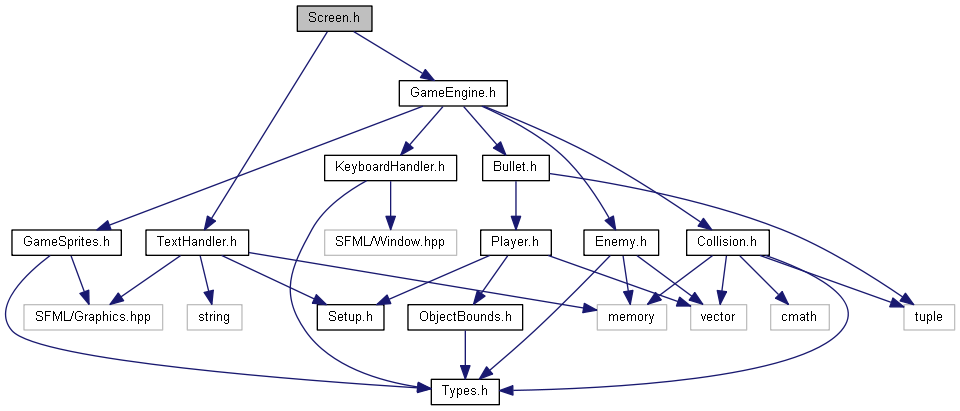 Screen.h
GameEngine.h
KeyboardHandler.h
Bullet.h
GameSprites.h
TextHandler.h
SFML/Window.hpp
Player.h
Enemy.h
Collision.h
SFML/Graphics.hpp
string
Setup.h
ObjectBounds.h
memory
vector
cmath
tuple
Types.h